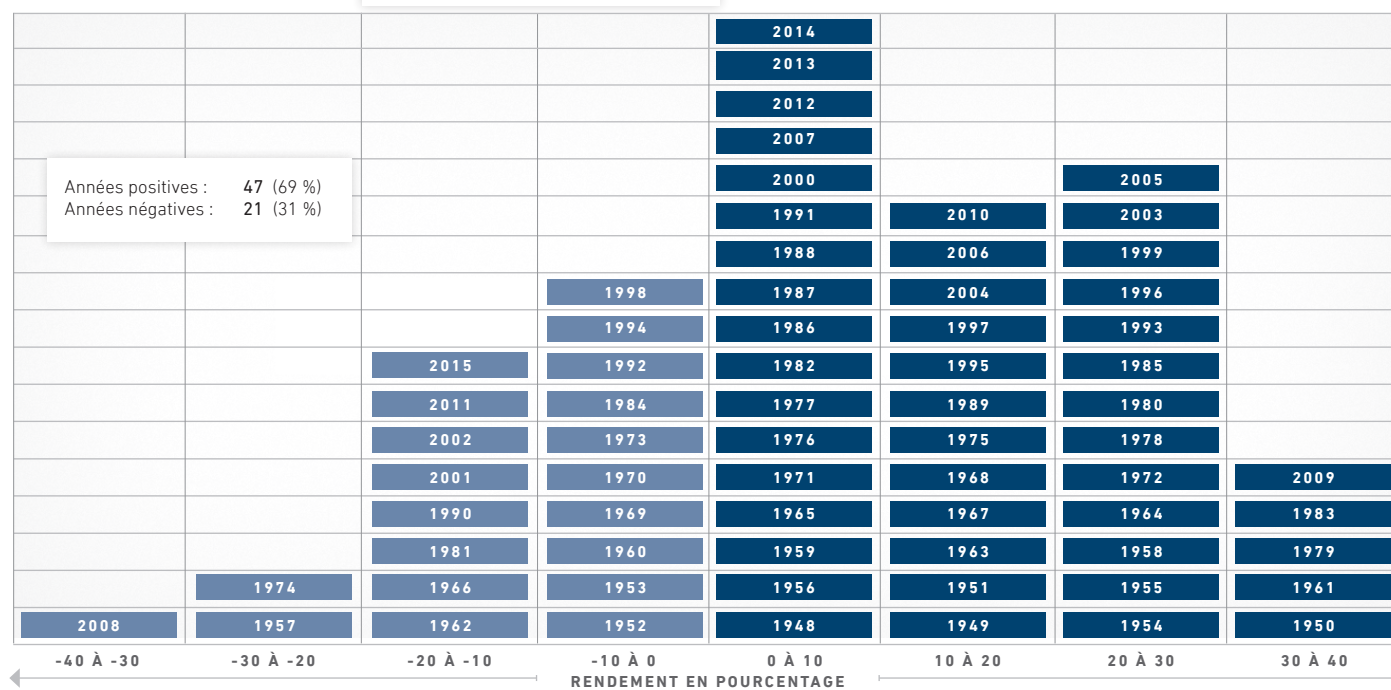 2014
2013
2012
2007
Années positives : 47 (69 %)
Années négatives : 21 (31 %)
2000 2005
1991 2010 2003
1988 2006 1999
1998 1987 2004 1996
1994 1986 1997 1993
2015 1992 1982 1995 1985
2011 1984 1977 1989 1980
2002 1973 1976 1975 1978
2001 1970 1971 1968 1972 2009
1990 1969 1965 1967 1964 1983
1981 1960 1959 1963 1958 1979
1974 1966 1953 1956 1951 1955 1961
2008 1957 1962 1952 1948 1949 1954 1950
-40 À -30 -30 À -20 -20 À -10 -10 À 0 0 À 10 10 À 20 20 À 30 30 À 40
RENDEMENT EN POURCENTAGE